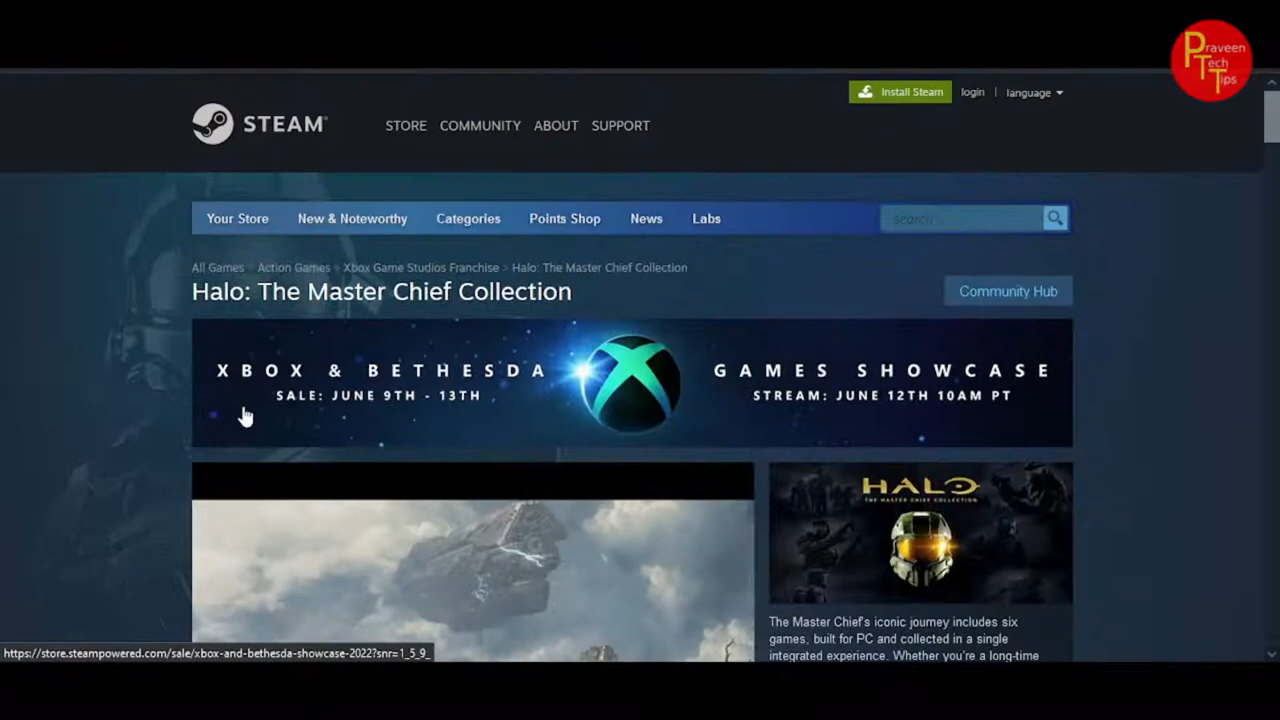 Praveen
Tech
Tips
Install Steam login | language
STEAM® STORE COMMUNITY ABOUT SUPPORT
Your Store New & Noteworthy Categories Points Shop News Labs search
All Games > Action Games > Xbox Game Studios Franchise > Halo: The Master Chief Collection
Halo: The Master Chief Collection
Community Hub
XBOX & BETHESDA GAMES SHOWCASE
SALE: JUNE 9TH - 13TH STREAM: JUNE 12TH 10AM PT
HALO
THE MASTER CHIEF COLLECTION
The Master Chief's iconic journey includes six
games, built for PC and collected in a single
integrated experience. Whether you're a long-time
https://store.steampowered.com/sale/xbox-and-bethesda-showcase-2022?snr=1_5_9_